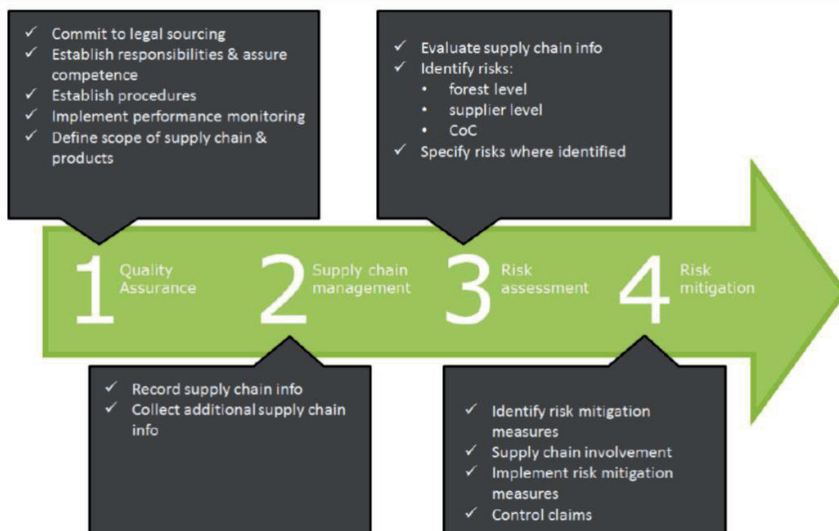 ✓ Commit to legal sourcing
✓ Establish responsibilities & assure
competence
✓ Establish procedures
✓ Implement performance monitoring
✓ Define scope of supply chain &
products
✓ Evaluate supply chain info
✓ Identify risks:
• forest level
• supplier level
• CoC
✓ Specify risks where identified
1 Quality
Assurance
2 Supply chain
management
3 Risk
assessment
4 Risk
mitigation
✓ Record supply chain info
✓ Collect additional supply chain
info
✓ Identify risk mitigation
measures
✓ Supply chain involvement
✓ Implement risk mitigation
measures
✓ Control claims